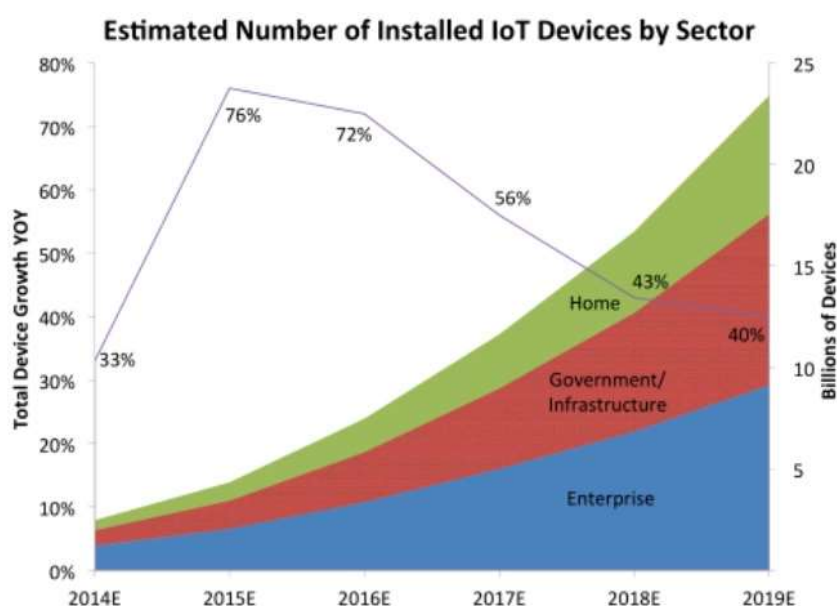 Estimated Number of Installed IoT Devices by Sector
Total Device Growth YOY
80%
70%
60%
50%
40%
30%
20%
10%
0%
33%
76%
72%
56%
43%
40%
Home
Government/
Infrastructure
Enterprise
25
20
15
10
5
Billions of Devices
2014E 2015E 2016E 2017E 2018E 2019E